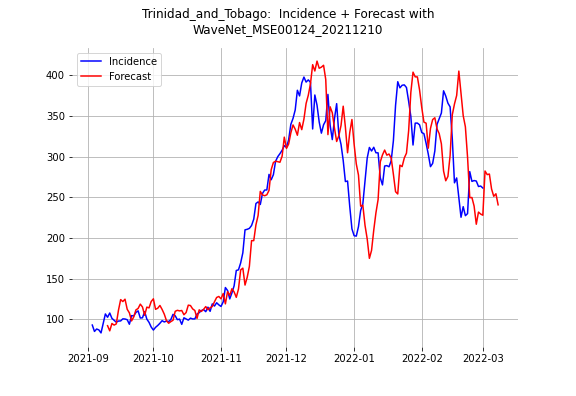 Trinidad_and_Tobago:  Incidence + Forecast with
WaveNet_MSE00124_20211210
Incidence
Forecast
400
350
300
250
200
150
100
2021-09 2021-10 2021-11 2021-12 2022-01 2022-02 2022-03